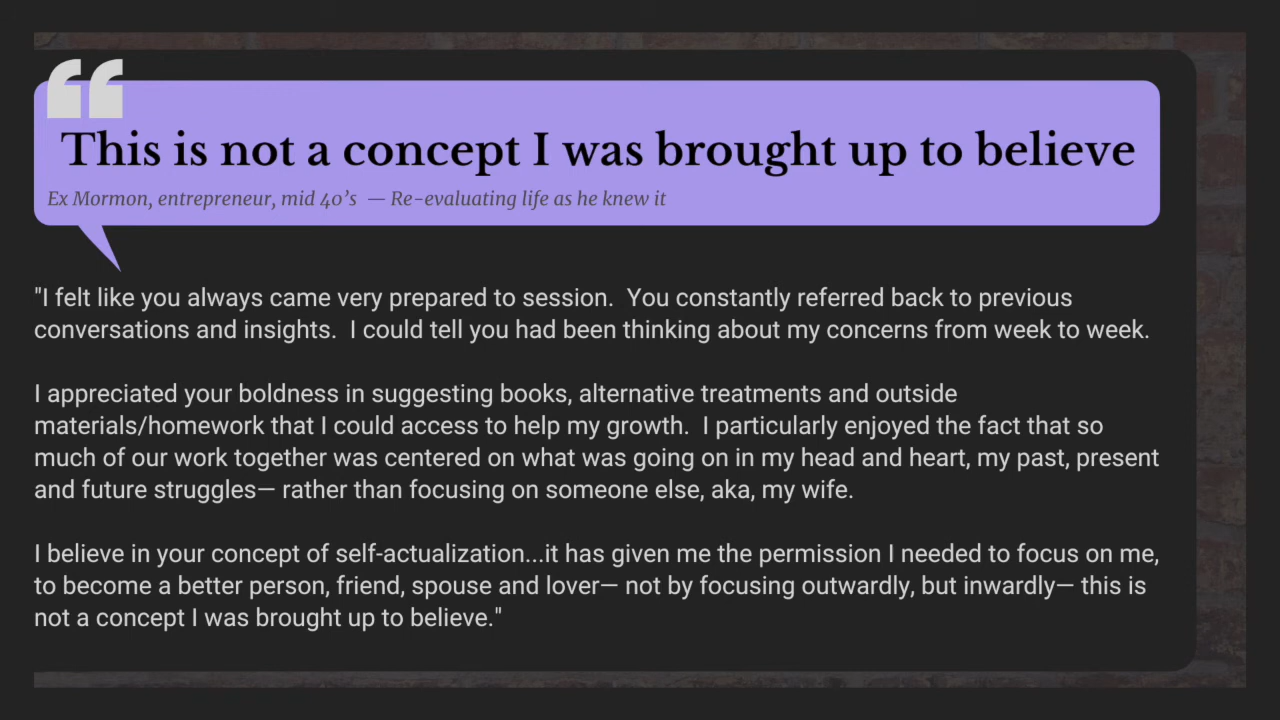 “
This is not a concept I was brought up to believe
Ex Mormon, entrepreneur, mid 40’s — Re-evaluating life as he knew it
"I felt like you always came very prepared to session.  You constantly referred back to previous
conversations and insights.  I could tell you had been thinking about my concerns from week to week.
I appreciated your boldness in suggesting books, alternative treatments and outside
materials/homework that I could access to help my growth.  I particularly enjoyed the fact that so
much of our work together was centered on what was going on in my head and heart, my past, present
and future struggles— rather than focusing on someone else, aka, my wife.
I believe in your concept of self-actualization...it has given me the permission I needed to focus on me,
to become a better person, friend, spouse and lover— not by focusing outwardly, but inwardly— this is
not a concept I was brought up to believe."